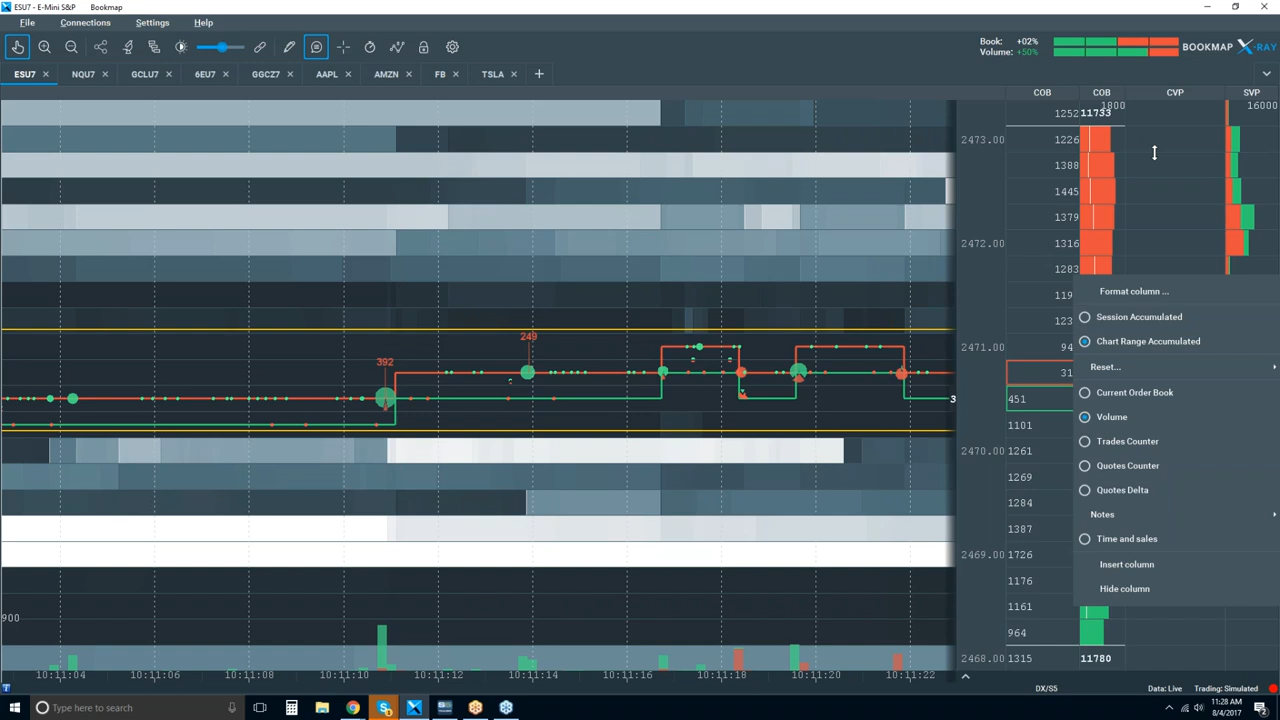 ESU7 - E-Mini S&P    Bookmap
File Connections Settings Help
Book: +02%
Volume: +50%
BOOKMAP X-RAY
ESU7 NQU7 GCLU7 6EU7 GGCZ7 AAPL AMZN FB TSLA
COB COB CVP SVP
1252 11733 1800 16000
2473.00 1226
1388
1445
1379
2472.00 1316
1283
Format column ...
119
Session Accumulated
123
249
Chart Range Accumulated
2471.00 94
392
Reset...
31
Current Order Book
3 451
Volume
1101
Trades Counter
2470.00 1261
Quotes Counter
1269
Quotes Delta
1284
Notes
1387
Time and sales
2469.00 1726
Insert column
1176
Hide column
1161
900
964
2468.00 1315 11780
10:11:04 10:11:06 10:11:08 10:11:10 10:11:12 10:11:14 10:11:16 10:11:18 10:11:20 10:11:22
DX/S5 Data: Live Trading: Simulated
Type here to search
11:28 AM
8/4/2017
2